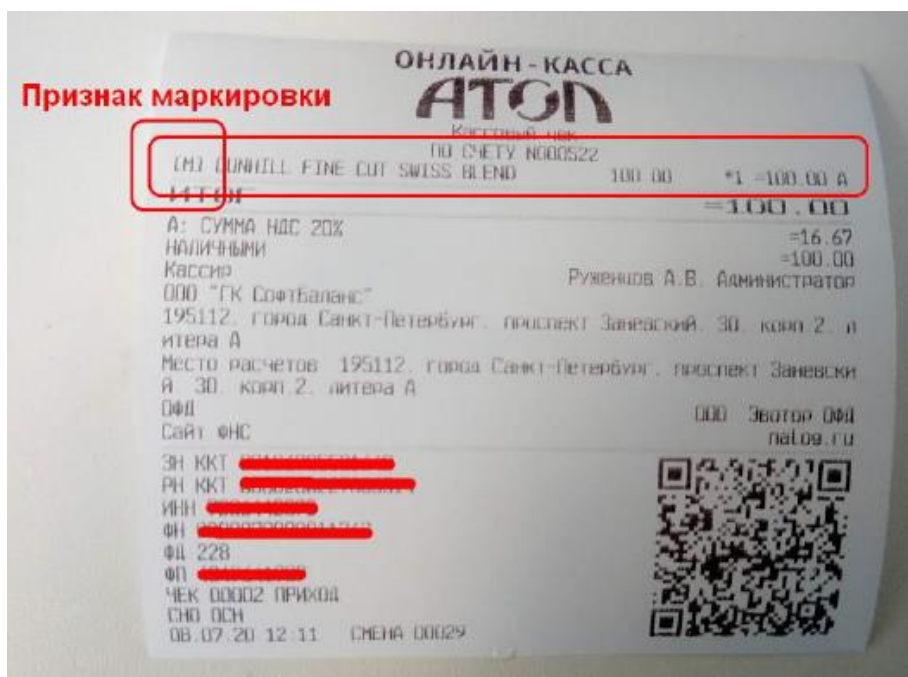 ОНЛАЙН-КАССА
АТОЛ
Признак маркировки
Кассовый чек
ПО СЧЕТУ N000522
[M] DUNHILL FINE CUT SWISS BLEND 100.00 *1 =100.00 А
ИТОГ =100.00
А: СУММА НДС 20% =16.67
НАЛИЧНЫМИ =100.00
Кассир Руженцов А.В. Администратор
ООО "ГК СофтБаланс"
195112, город Санкт-Петербург, проспект Заневский, 30, корп.2, л
итера А
Место расчетов 195112, город Санкт-Петербург, проспект Заневски
й, 30, корп.2, литера А
ОФД ООО Эвотор ОФД
Сайт ФНС nalog.ru
ЗН ККТ
РН ККТ
ИНН
ФН
ФД 228
ФП
ЧЕК 00002 ПРИХОД
СНО ОСН
08.07.20 12:11 СМЕНА 00029